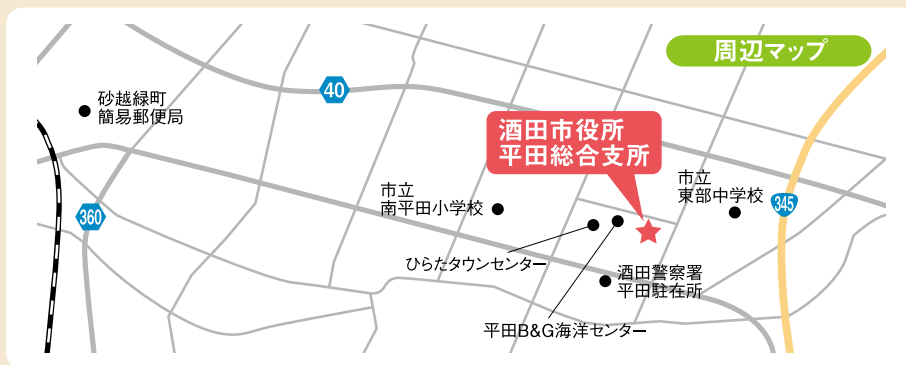 周辺マップ
40
砂越緑町
簡易郵便局
酒田市役所
平田総合支所
市立
東部中学校
市立
南平田小学校
345
360
ひらたタウンセンター
酒田警察署
平田駐在所
平田B&G海洋センター